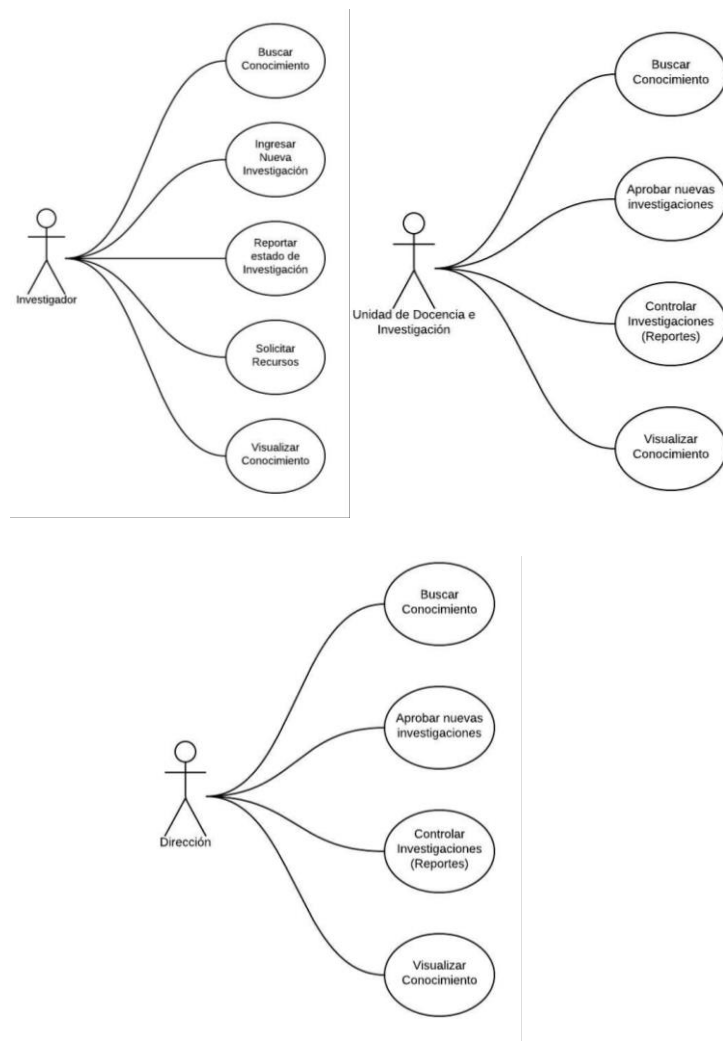 Buscar
Conocimiento
Ingresar
Nueva
Investigación
Reportar
estado de
Investigación
Solicitar
Recursos
Visualizar
Conocimiento
Investigador
Buscar
Conocimiento
Aprobar nuevas
investigaciones
Controlar
Investigaciones
(Reportes)
Visualizar
Conocimiento
Unidad de Docencia e
Investigación
Buscar
Conocimiento
Aprobar nuevas
investigaciones
Controlar
Investigaciones
(Reportes)
Visualizar
Conocimiento
Dirección